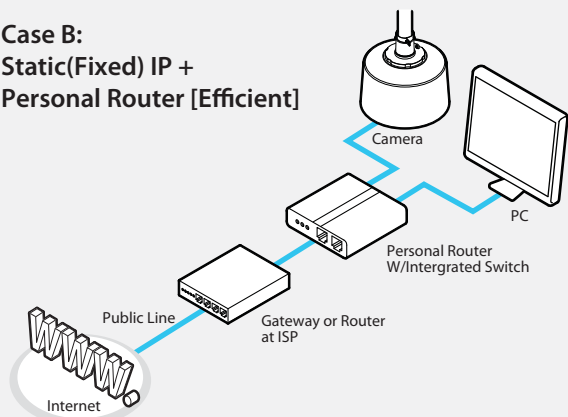 Case B:
Static(Fixed) IP +
Personal Router [Efficient]
Camera
PC
Personal Router
W/Intergrated Switch
Public Line
Gateway or Router
at ISP
WWW.
Internet